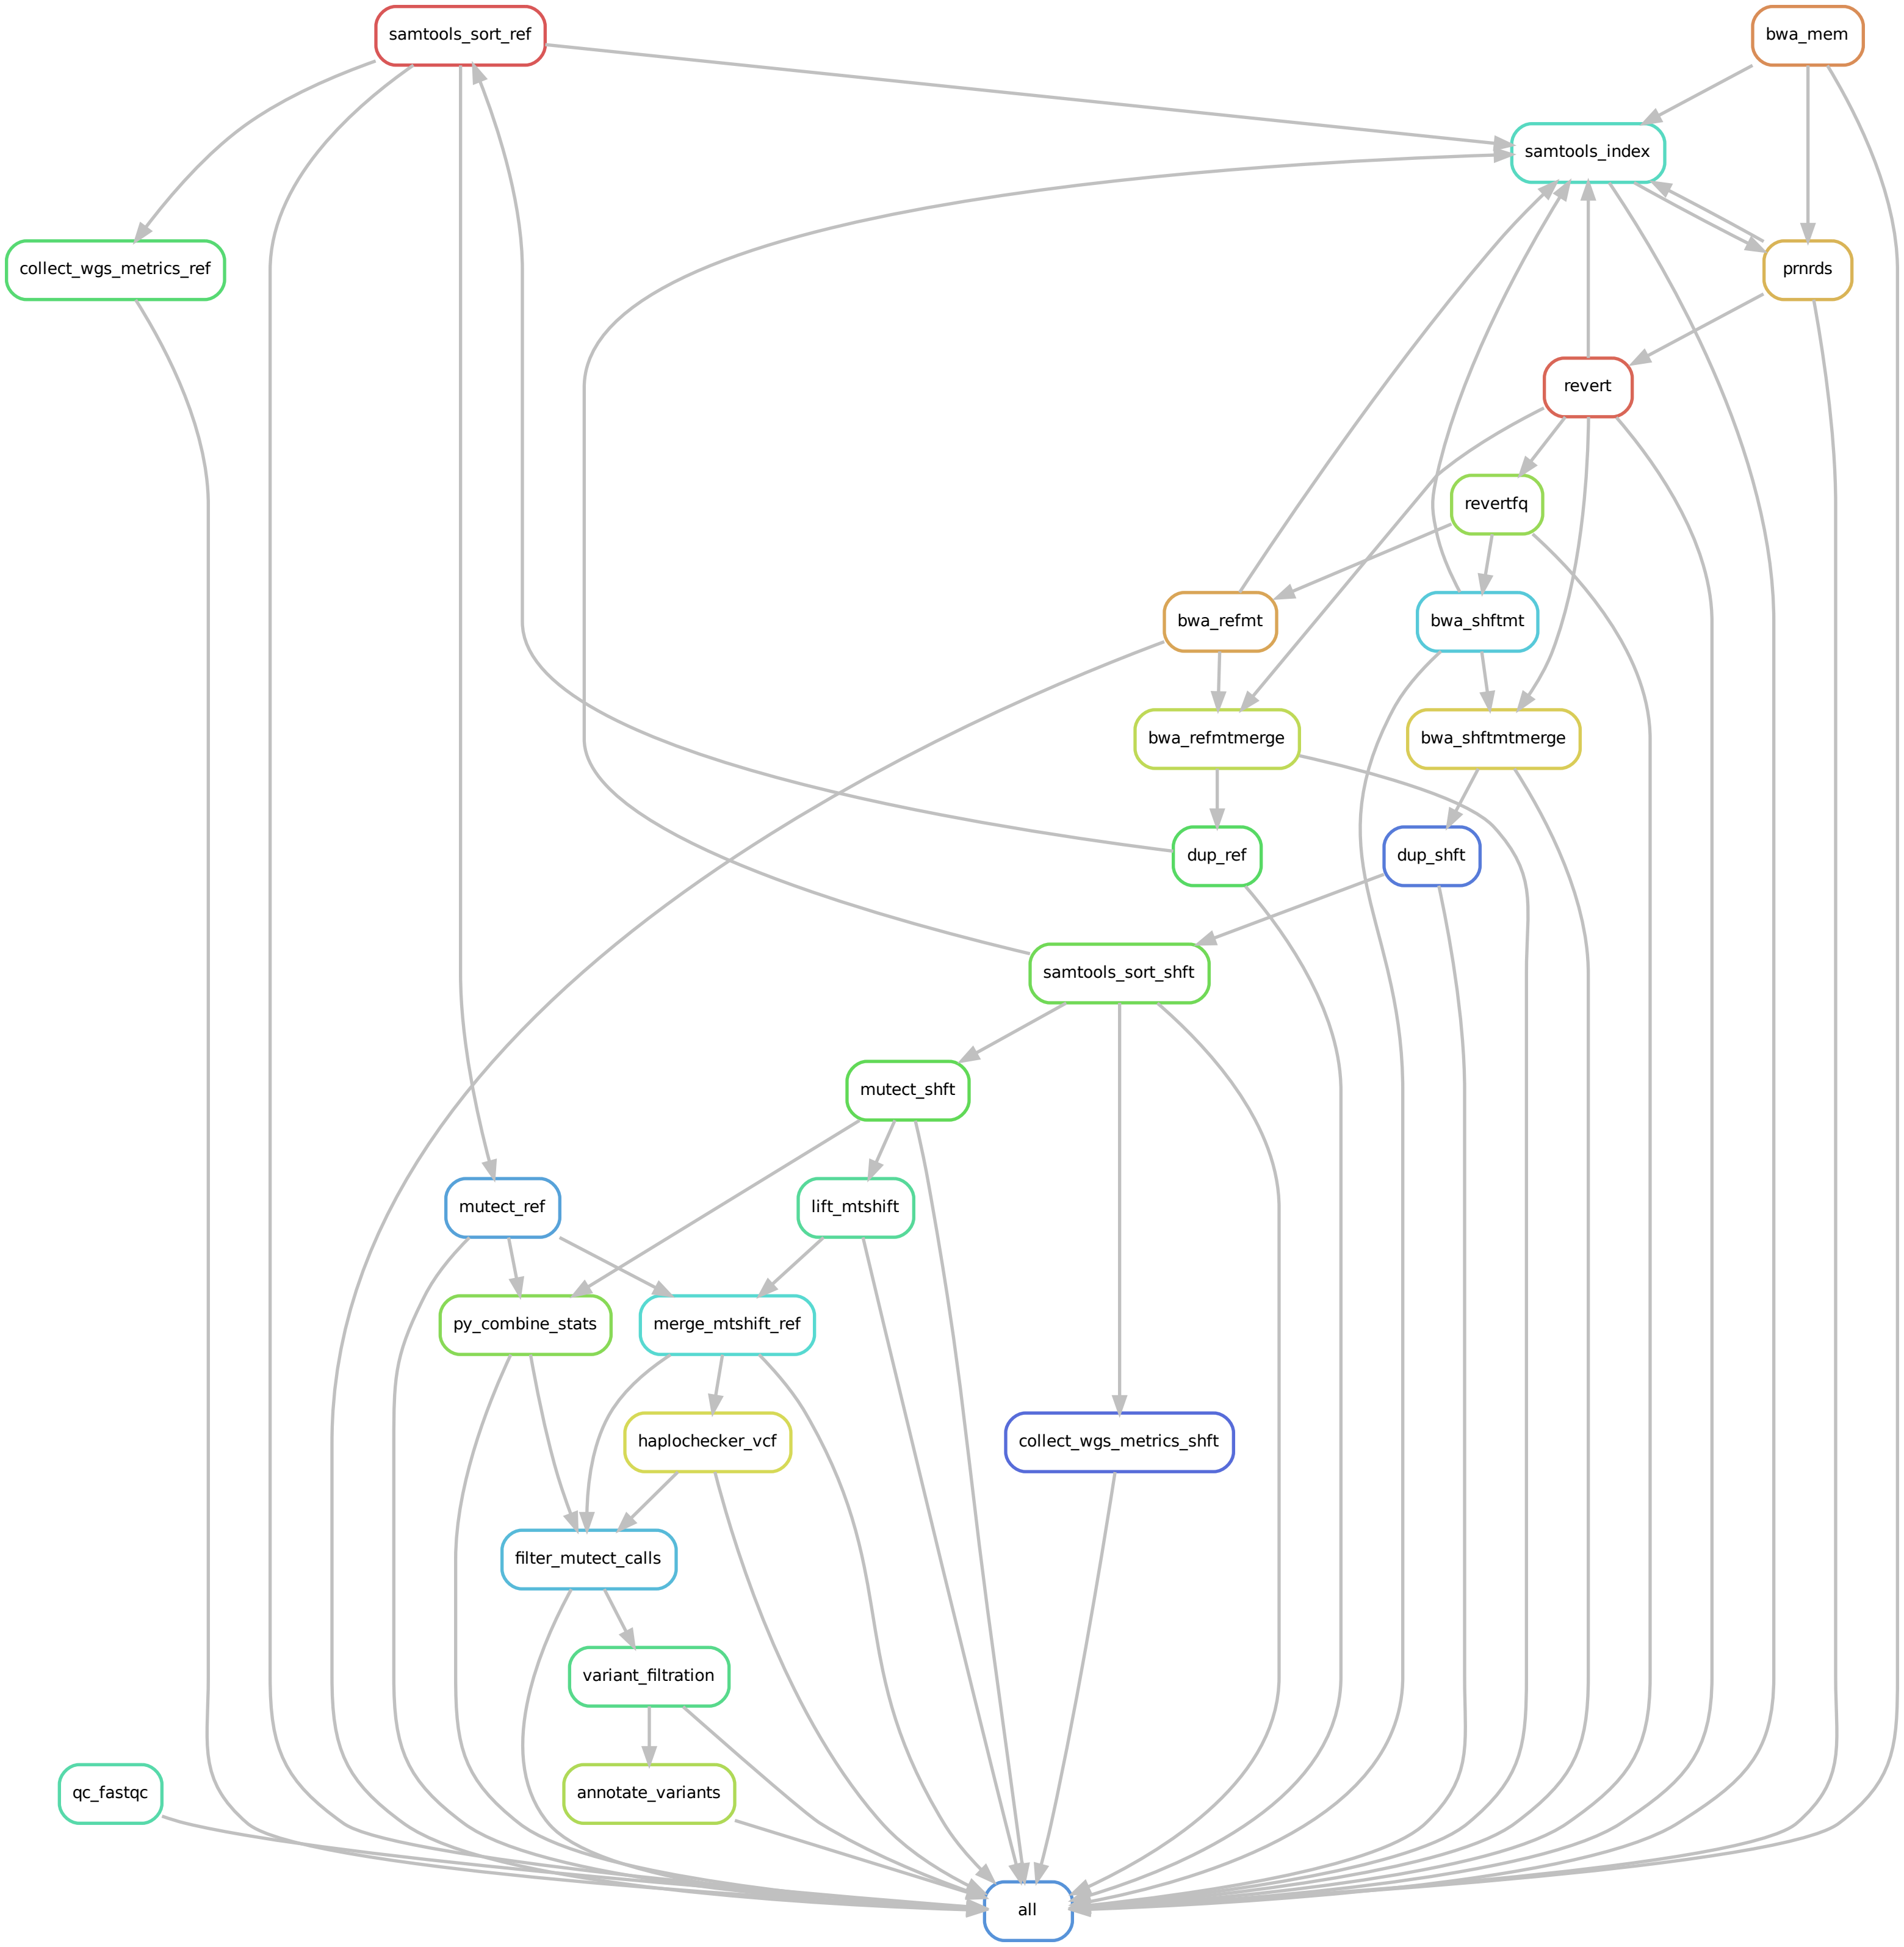 samtools_sort_ref
bwa_mem
samtools_index
collect_wgs_metrics_ref
prnrds
revert
revertfq
bwa_refmt
bwa_shftmt
bwa_refmtmerge
bwa_shftmtmerge
dup_ref
dup_shft
samtools_sort_shft
mutect_shft
mutect_ref
lift_mtshift
py_combine_stats
merge_mtshift_ref
haplochecker_vcf
collect_wgs_metrics_shft
filter_mutect_calls
variant_filtration
qc_fastqc
annotate_variants
all